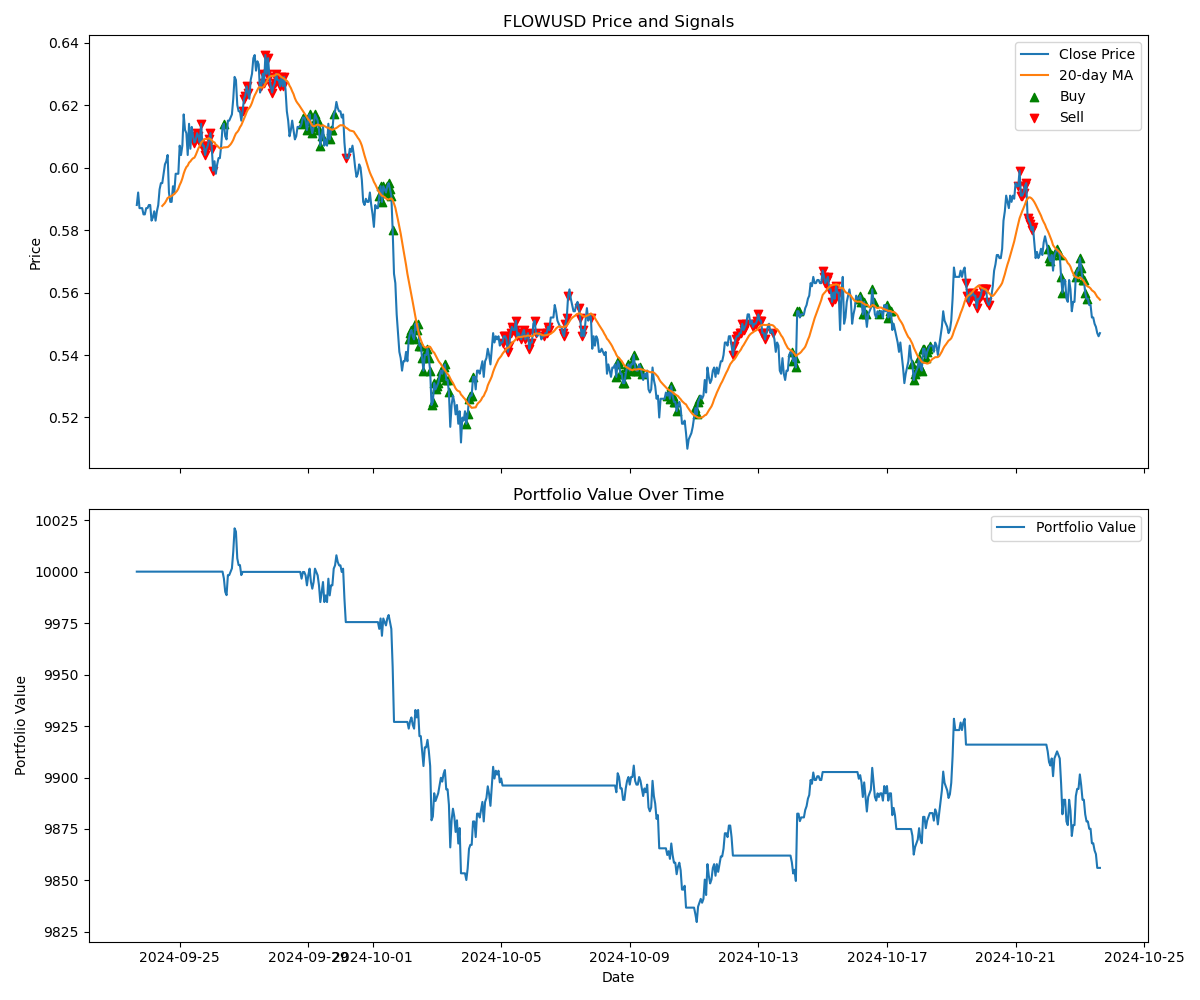 FLOWUSD Price and Signals
Price
0.64
0.62
0.60
0.58
0.56
0.54
0.52
Close Price
20-day MA
Buy
Sell
Portfolio Value Over Time
Portfolio Value
10025
10000
9975
9950
9925
9900
9875
9850
9825
Portfolio Value
2024-09-25
2024-09-29
2024-10-01
2024-10-05
2024-10-09
2024-10-13
2024-10-17
2024-10-21
2024-10-25
Date